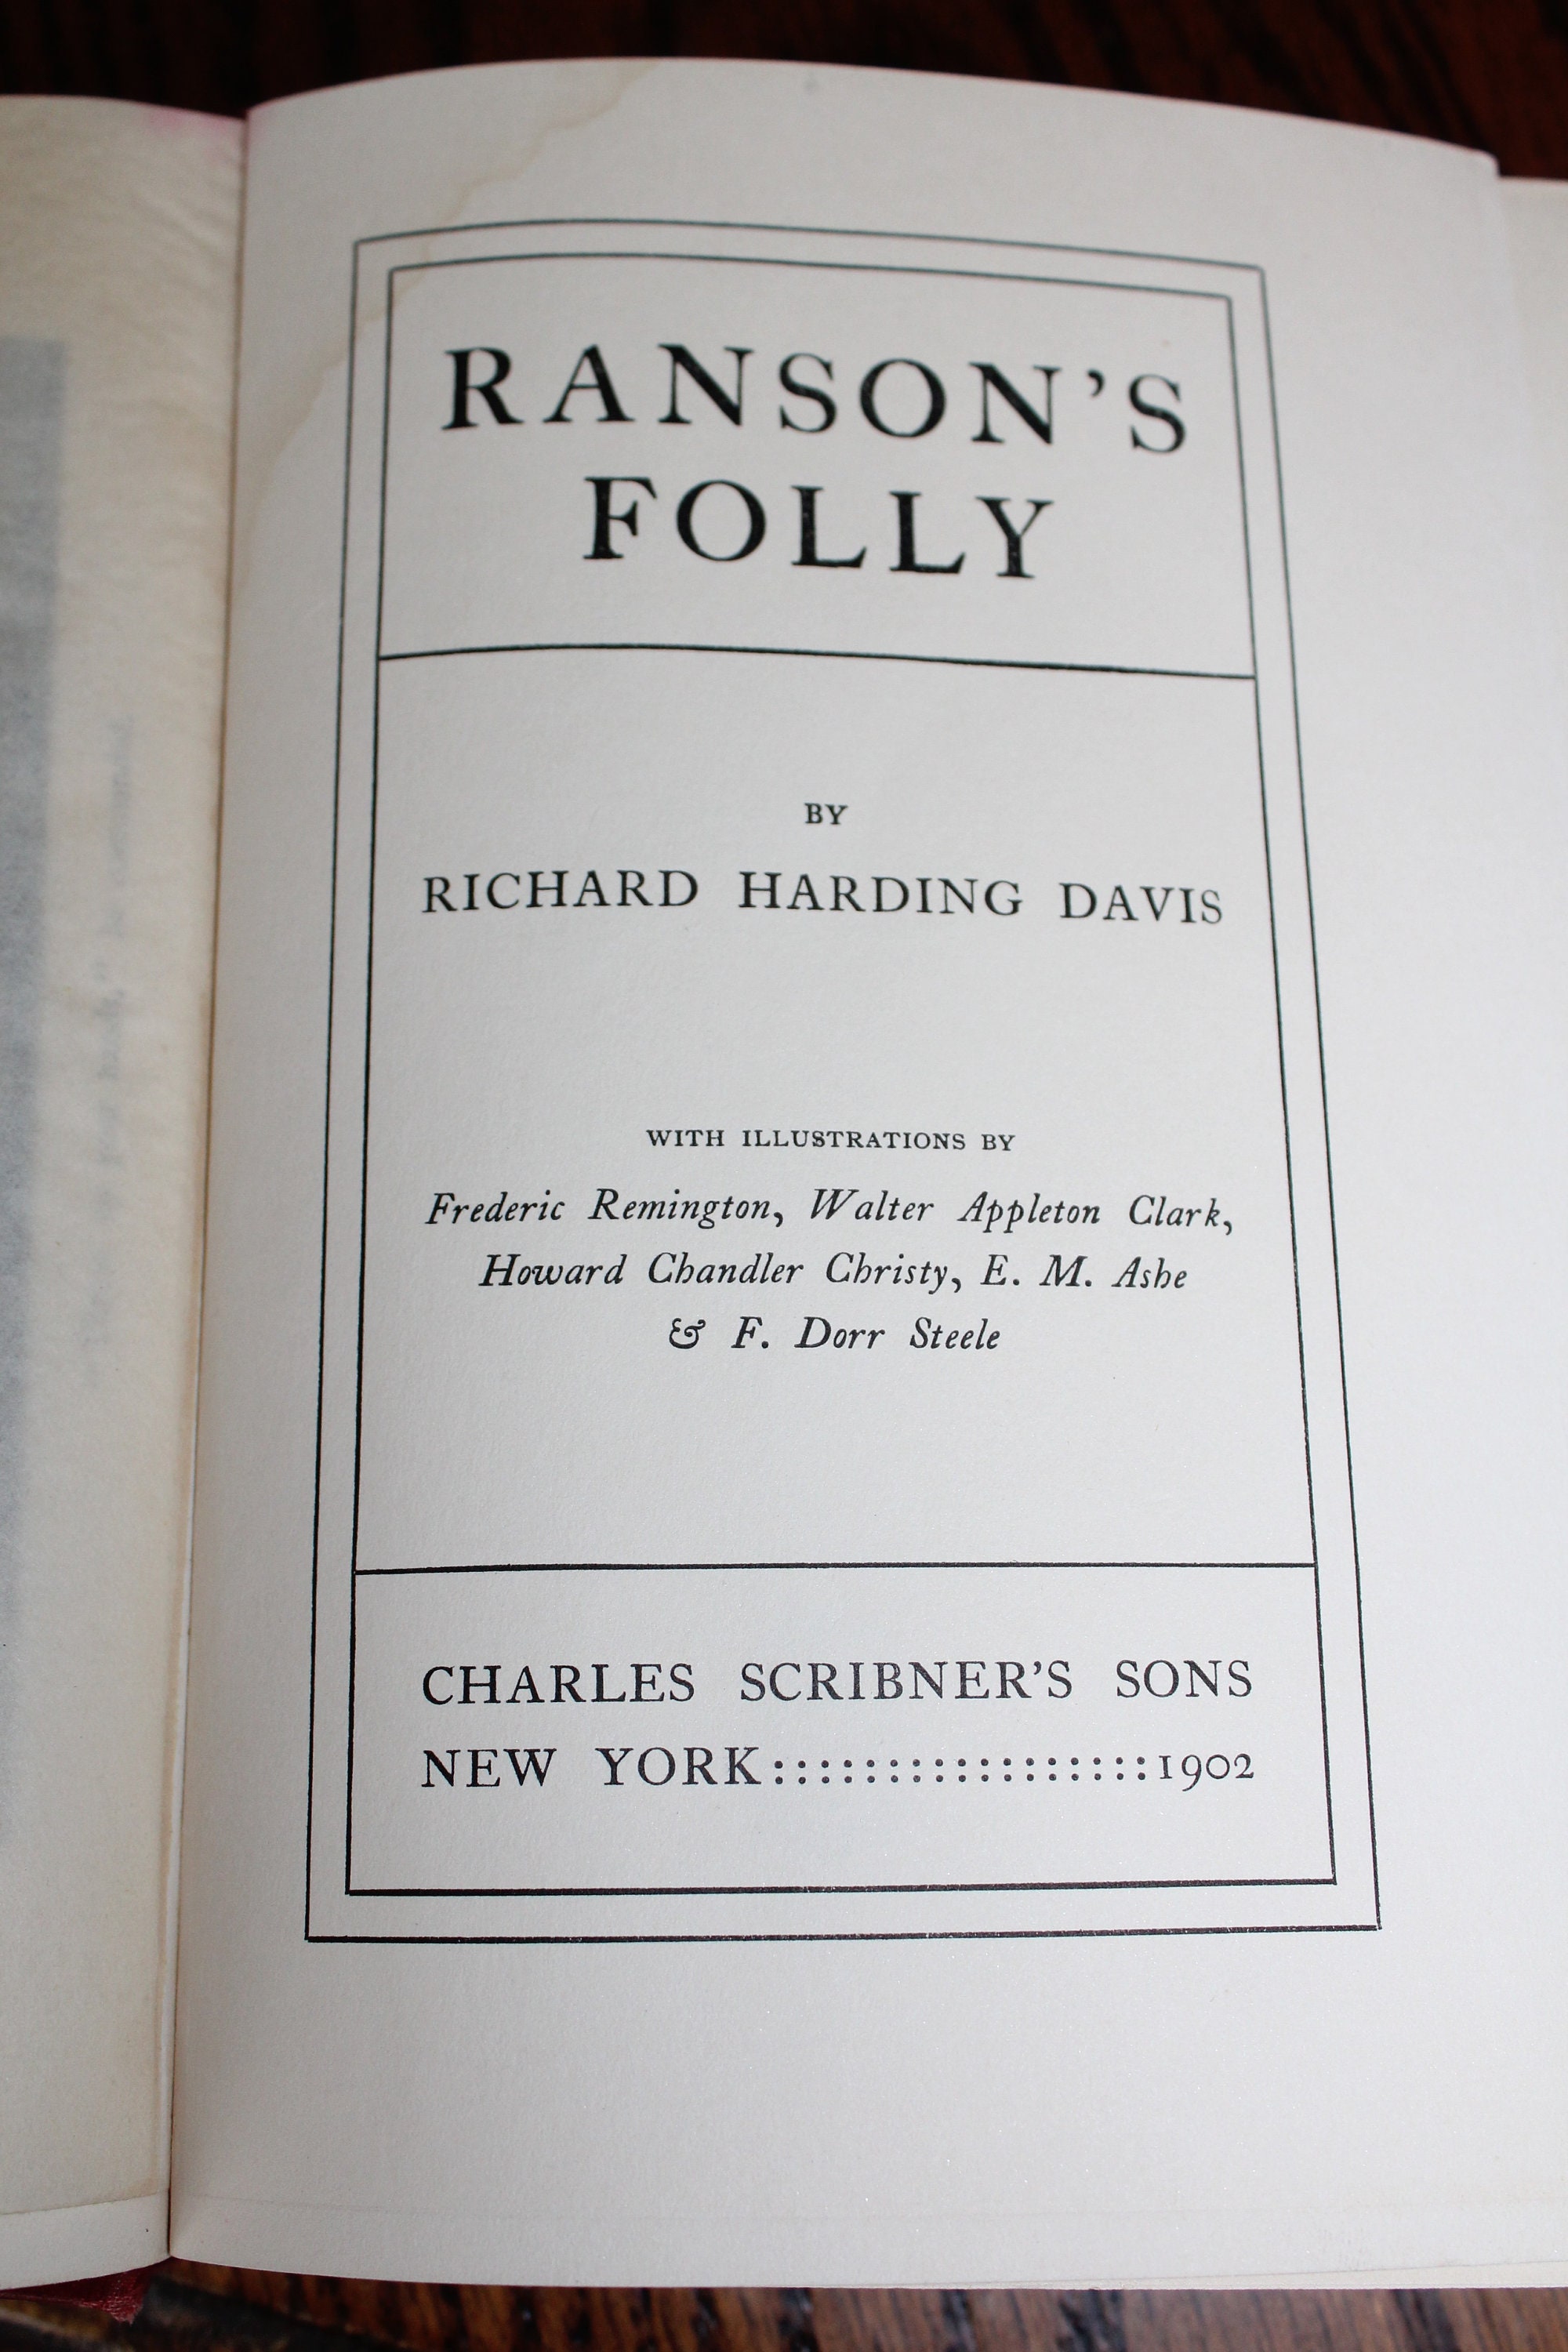 RANSON'S
FOLLY
BY
RICHARD HARDING DAVIS
WITH ILLUSTRATIONS BY
Frederic Remington, Walter Appleton Clark,
Howard Chandler Christy, E. M. Ashe
& F. Dorr Steele
CHARLES SCRIBNER'S SONS
NEW YORK::::::::::::::::::::::1902